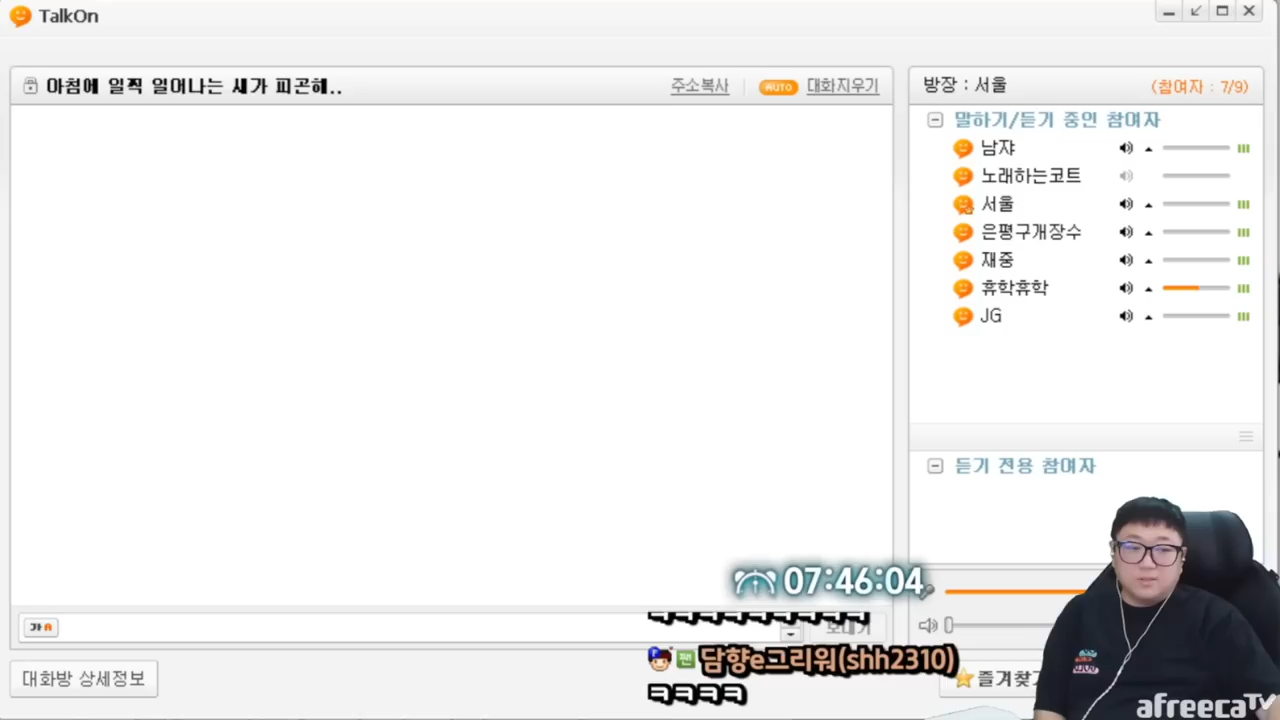 TalkOn
아침에 일찍 일어나는 새가 피곤해..
주소복사
AUTO 대화지우기
방장 : 서울
(참여자 : 7/9)
말하기/듣기 중인 참여자
남쟈
노래하는코트
서울
은평구개장수
재중
휴학휴학
JG
듣기 전용 참여자
07:46:04
가
보내기
담향e그리워(shh2310)
ㅋㅋㅋㅋ
대화방 상세정보
즐겨찾
afreecaTV